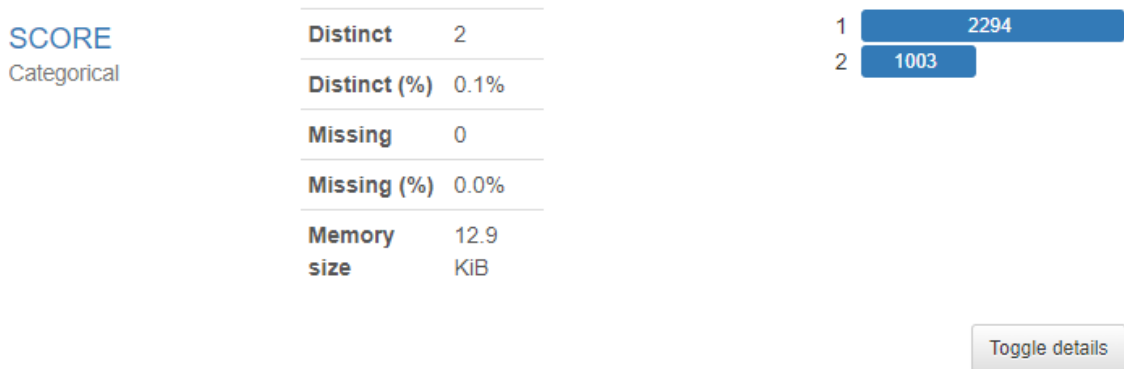 SCORE
Categorical
Distinct 2
Distinct (%) 0.1%
Missing 0
Missing (%) 0.0%
Memory size 12.9 KiB
1 2294
2 1003
Toggle details